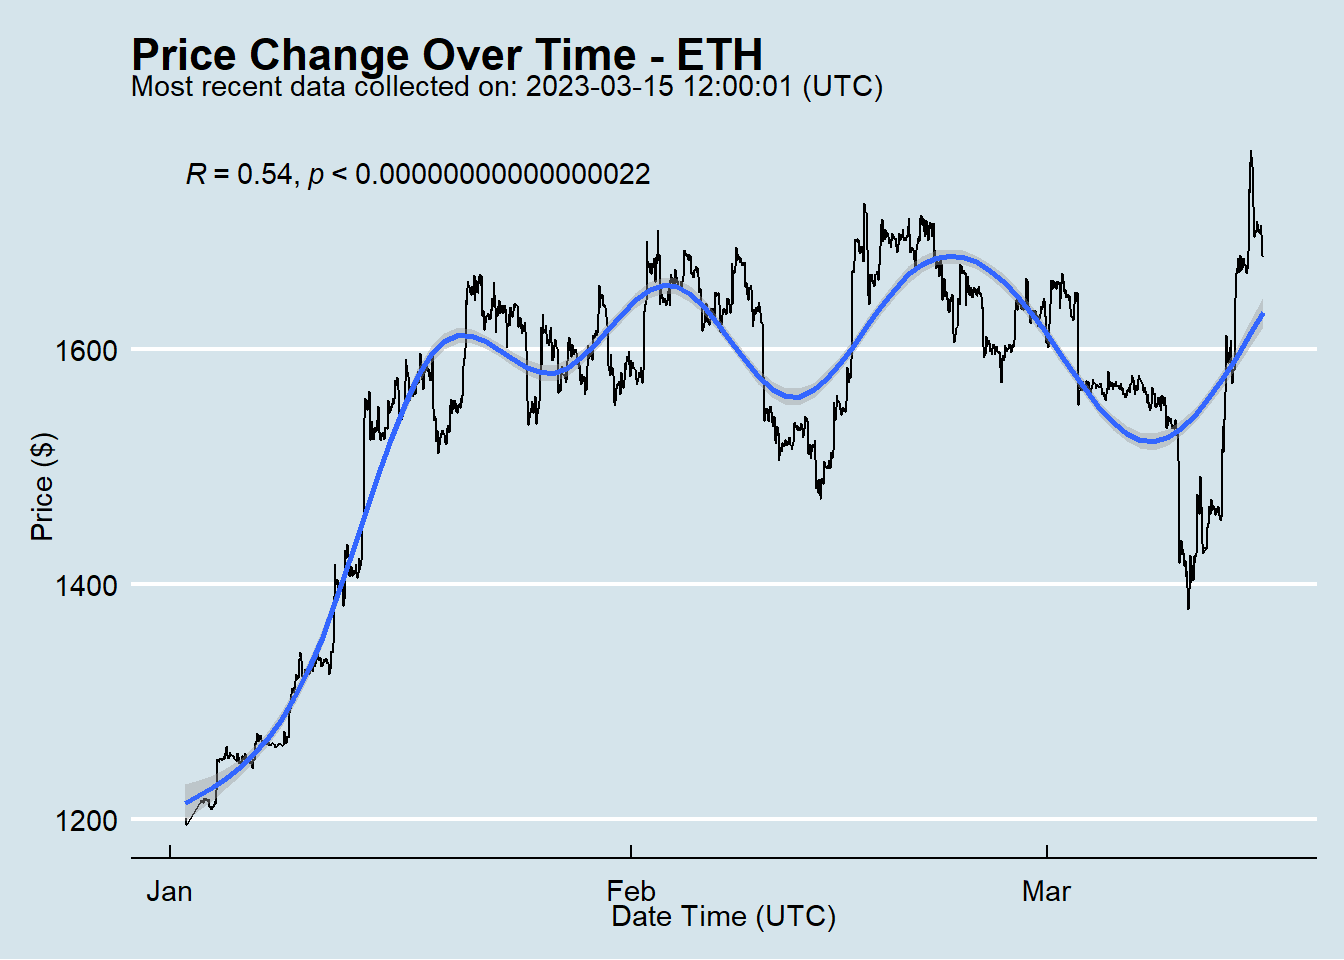 Price Change Over Time - ETH
Most recent data collected on: 2023-03-15 12:00:01 (UTC)
R = 0.54, p < 0.00000000000000022
1600
1400
1200
Price ($)
Jan
Feb
Mar
Date Time (UTC)